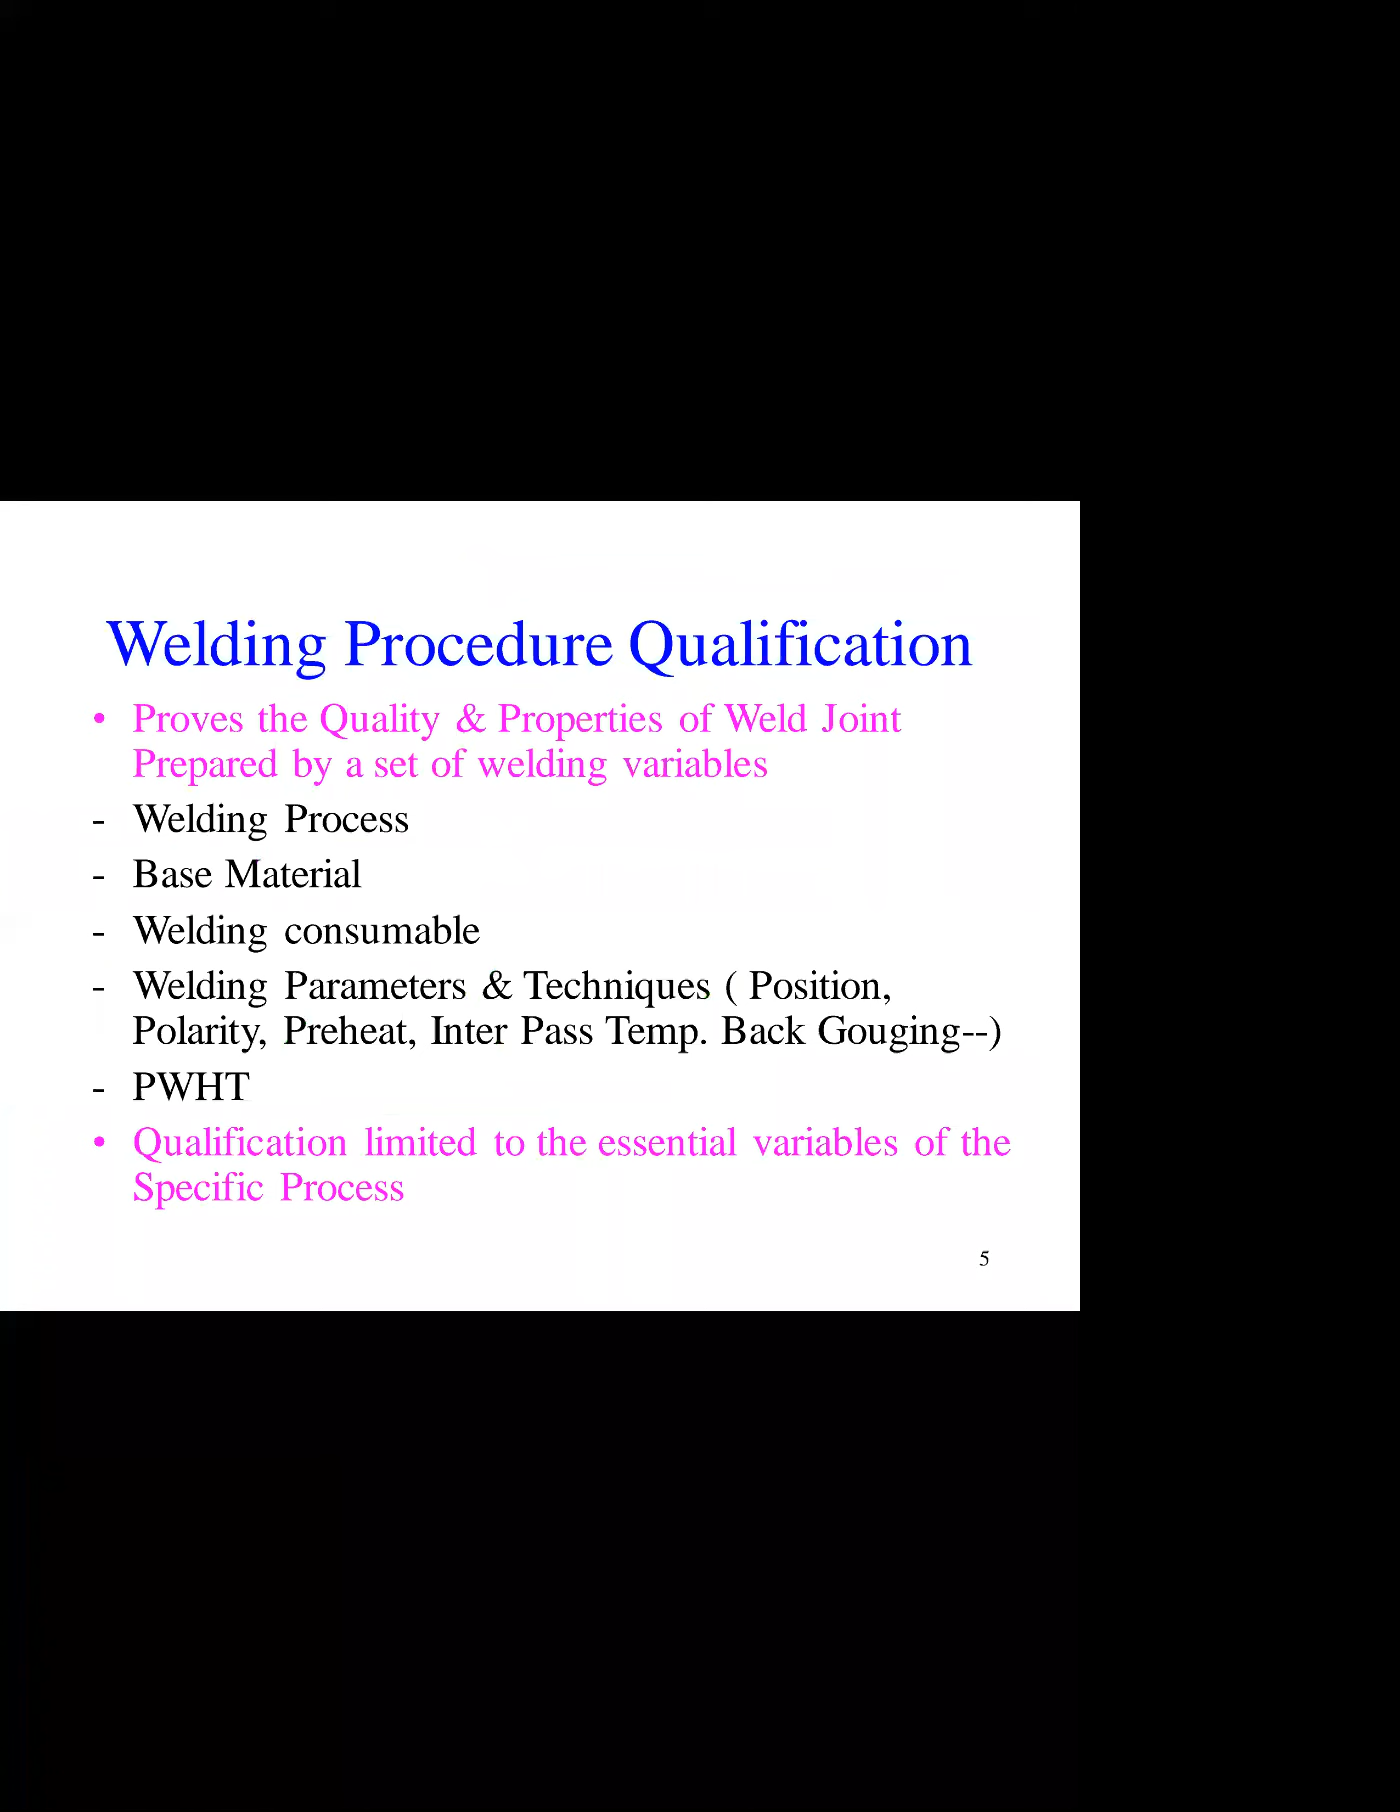 Welding Procedure Qualification
• Proves the Quality & Properties of Weld Joint
Prepared by a set of welding variables
- Welding Process
- Base Material
- Welding consumable
- Welding Parameters & Techniques ( Position,
Polarity, Preheat, Inter Pass Temp. Back Gouging--)
- PWHT
• Qualification limited to the essential variables of the
Specific Process
5